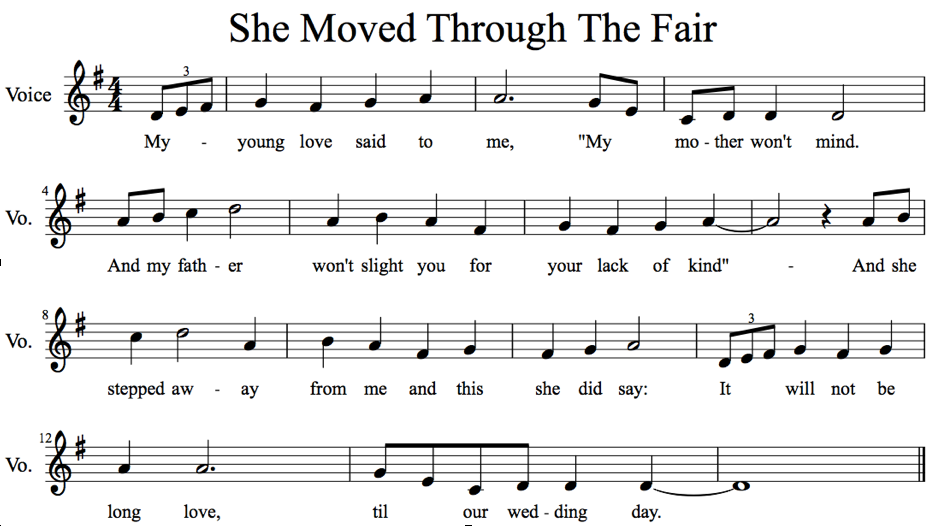 She Moved Through The Fair
3
Voice 4 4
My - young love said to me, "My mo - ther won't mind.
4
Vo.
And my fath - er won't slight you for your lack of kind" - And she
8
3
Vo.
stepped aw - ay from me and this she did say: It will not be
12
Vo.
long love, til our wed - ding day.